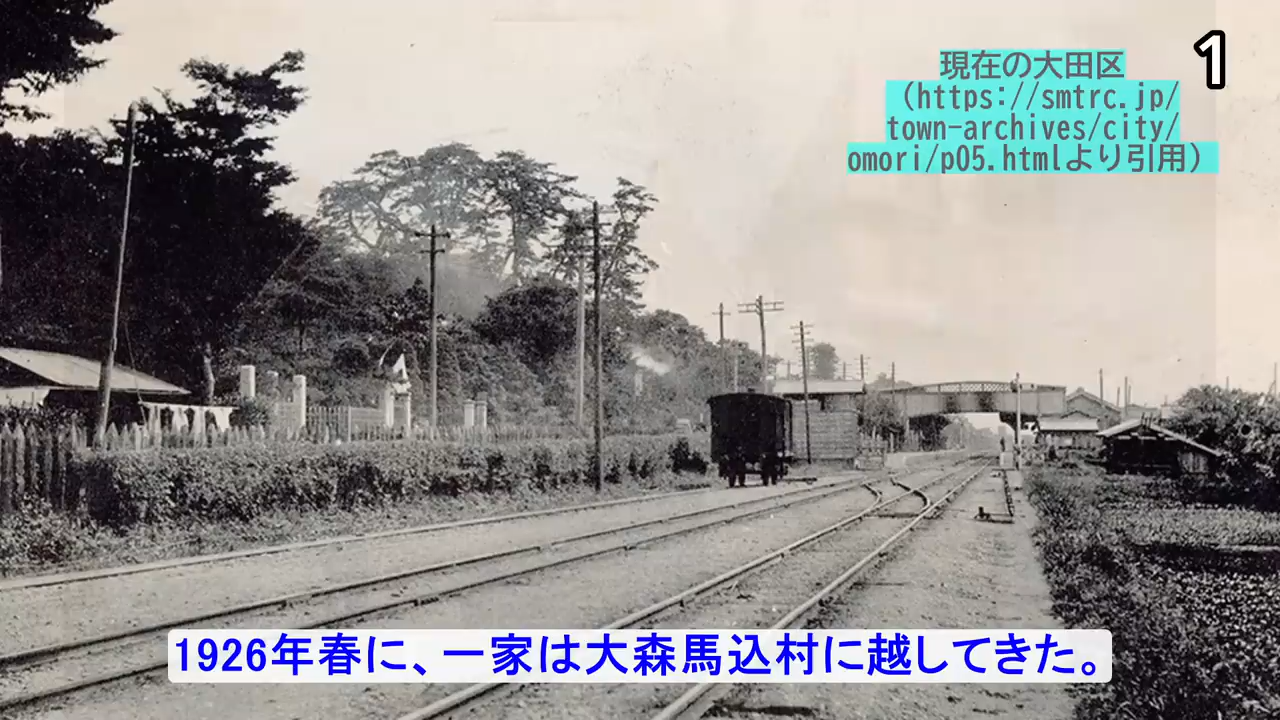 現在の大田区
（https://smtrc.jp/
town-archives/city/
omori/p05.htmlより引用）
1
1926年春に、一家は大森馬込村に越してきた。